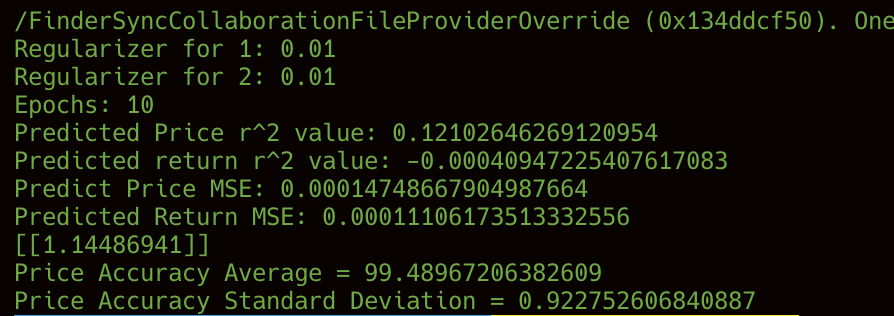 /FinderSyncCollaborationFileProviderOverride (0x134ddcf50). One
Regularizer for 1: 0.01
Regularizer for 2: 0.01
Epochs: 10
Predicted Price r^2 value: 0.12102646269120954
Predicted return r^2 value: -0.00040947225407617083
Predict Price MSE: 0.00014748667904987664
Predicted Return MSE: 0.00011106173513332556
[[1.14486941]]
Price Accuracy Average = 99.48967206382609
Price Accuracy Standard Deviation = 0.922752606840887